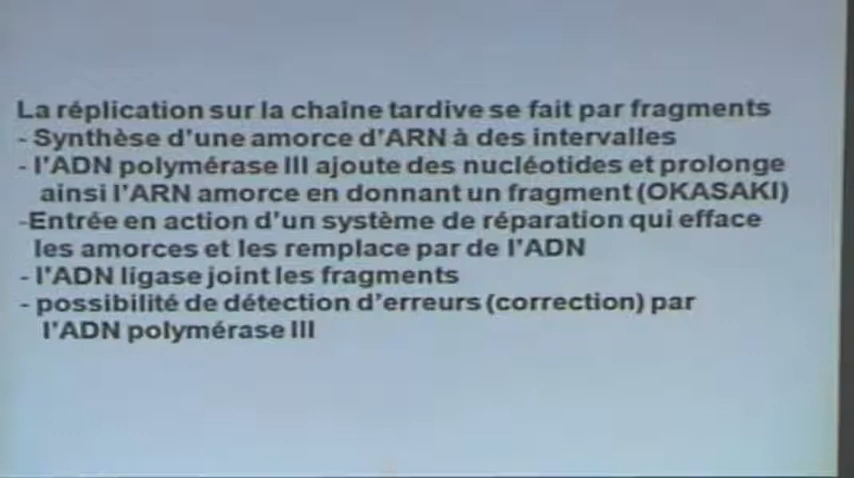 La réplication sur la chaîne tardive se fait par fragments
- Synthèse d'une amorce d'ARN à des intervalles
- l'ADN polymérase III ajoute des nucléotides et prolonge
ainsi l'ARN amorce en donnant un fragment (OKASAKI)
-Entrée en action d'un système de réparation qui efface
les amorces et les remplace par de l'ADN
- l'ADN ligase joint les fragments
- possibilité de détection d'erreurs (correction) par
l'ADN polymérase III